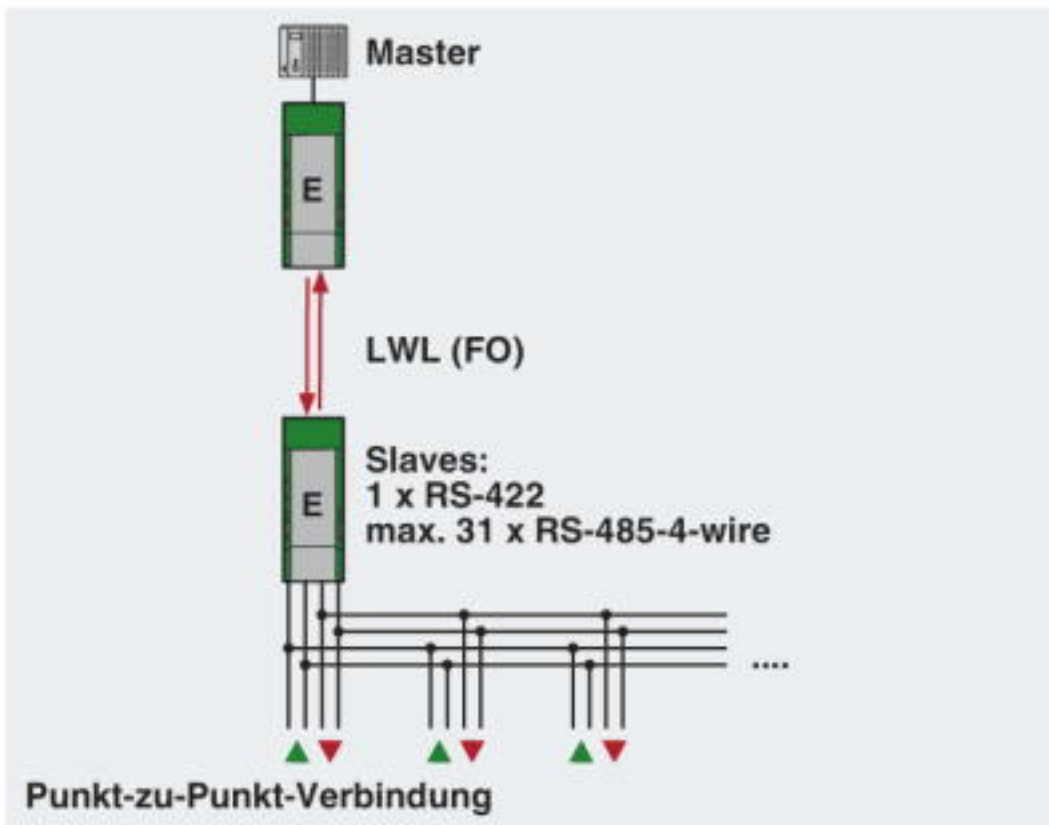 Master
E
LWL (FO)
E
Slaves:
1 x RS-422
max. 31 x RS-485-4-wire
....
Punkt-zu-Punkt-Verbindung